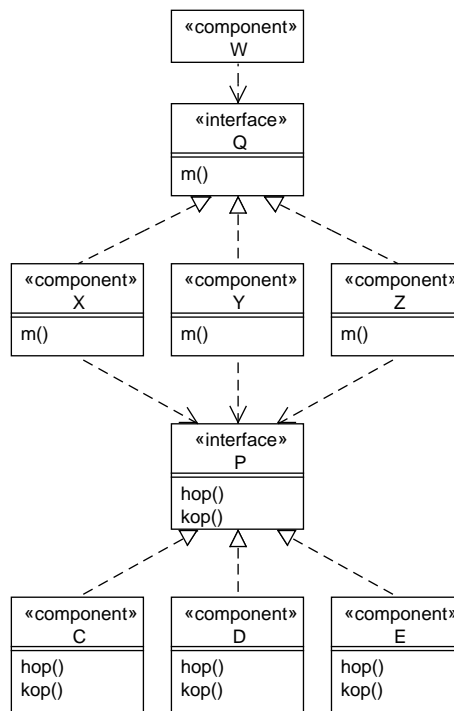 «component»
W
«interface»
Q
m()
«component»
X
m()
«component»
Y
m()
«component»
Z
m()
«interface»
P
hop()
kop()
«component»
C
hop()
kop()
«component»
D
hop()
kop()
«component»
E
hop()
kop()